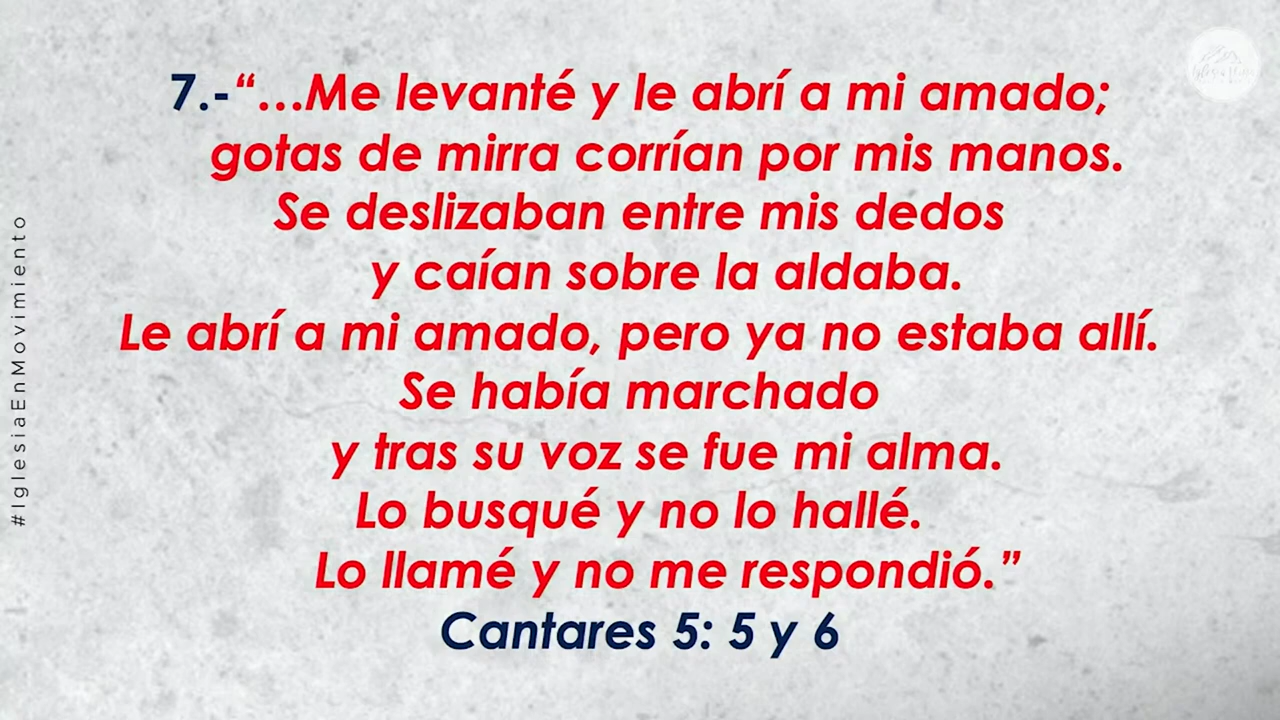 7.-“...Me levanté y le abrí a mi amado;
gotas de mirra corrían por mis manos.
Se deslizaban entre mis dedos
y caían sobre la aldaba.
Le abrí a mi amado, pero ya no estaba allí.
Se había marchado
y tras su voz se fue mi alma.
Lo busqué y no lo hallé.
Lo llamé y no me respondió.”
Cantares 5: 5 y 6
#IglesiaEnMovimiento